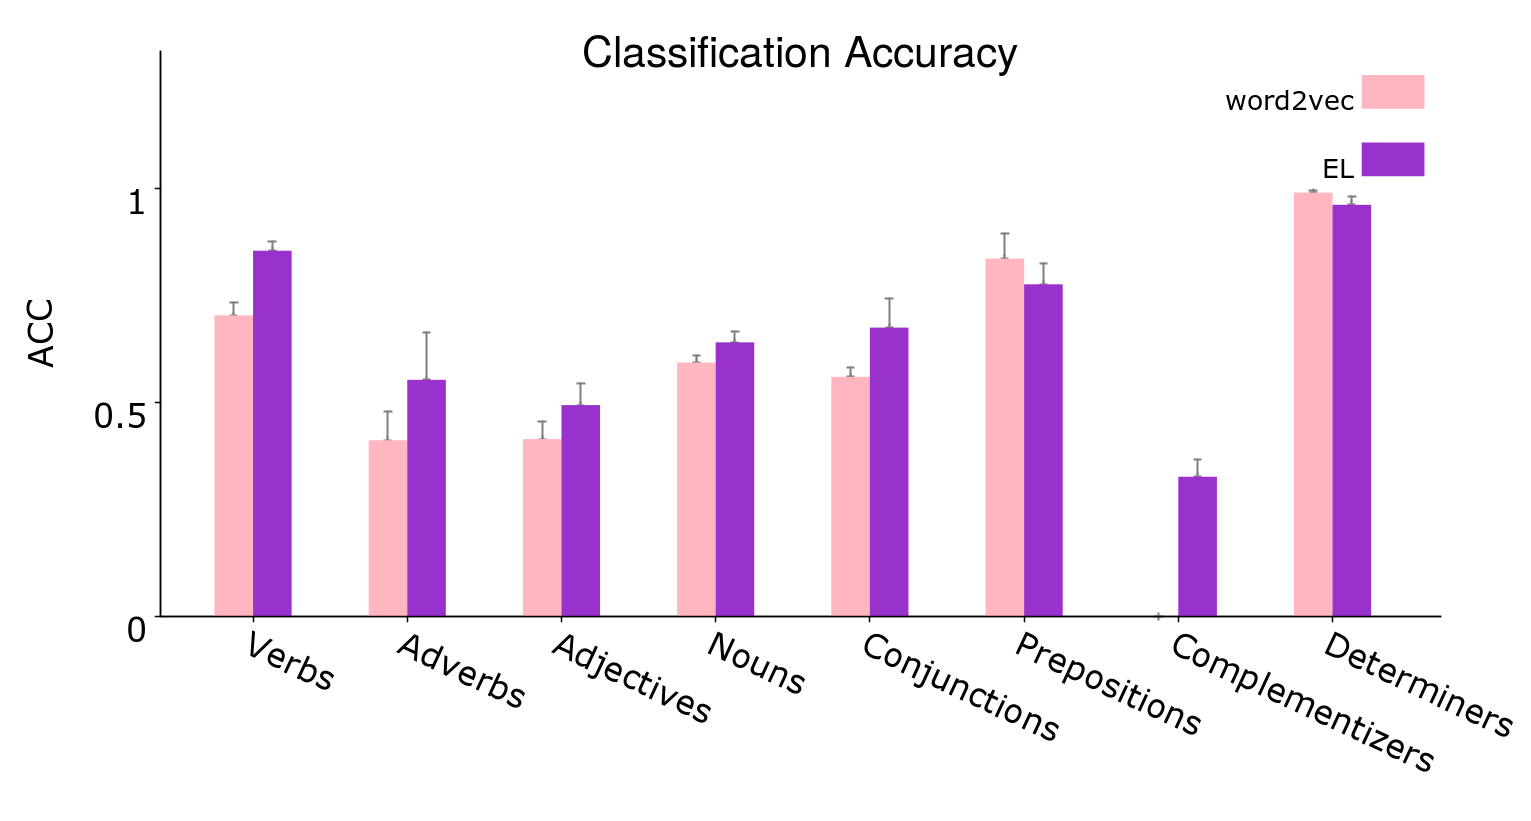 Classification Accuracy
word2vec
EL
ACC
1
0.5
0
Verbs
Adverbs
Adjectives
Nouns
Conjunctions
Prepositions
Complementizers
Determiners